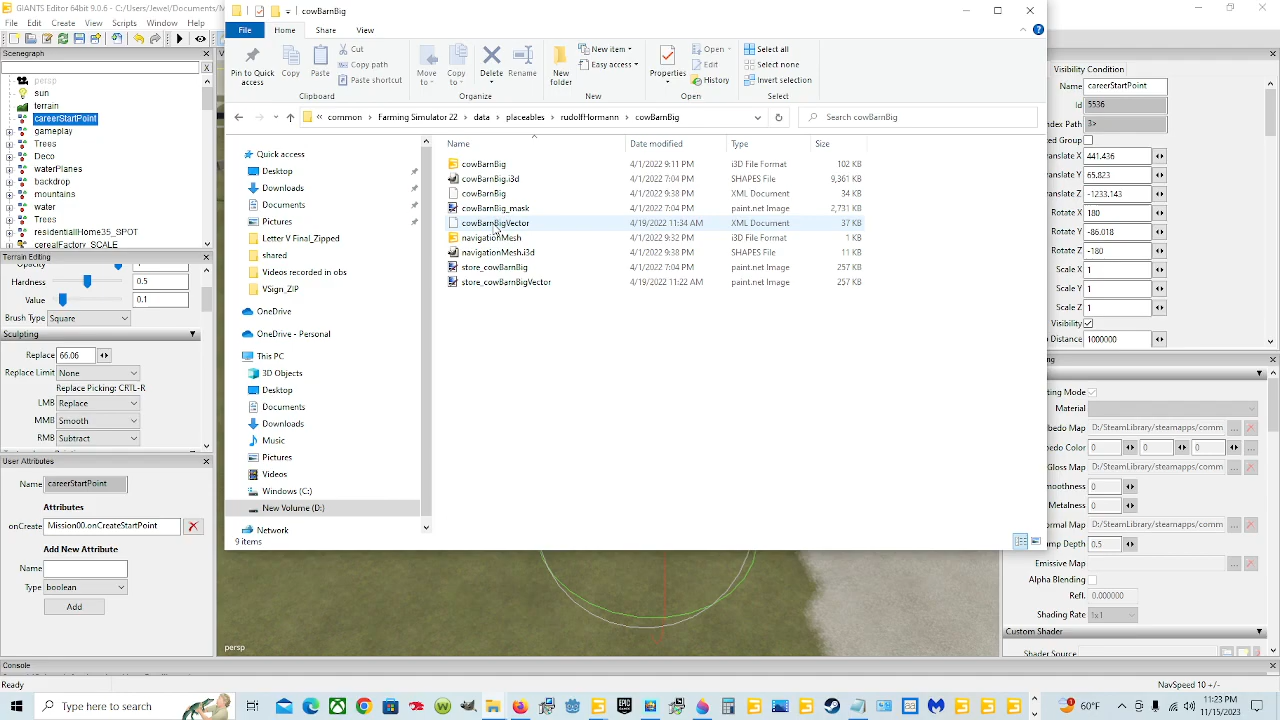 GIANTS Editor 64bit 9.0.6 - C:/Users/Jewel/Documents/M
cowBarnBig
File Edit Create View Scripts Window Help
File Home Share View
Scenegraph
X
persp
sun
terrain
careerStartPoint
gameplay
Trees
Deco
waterPlanes
backdrop
mountains
water
Trees
residentialHome35_SPOT
cerealFactory_SCALE
Pin to Quick access
Copy
Paste
Cut
Copy path
Paste shortcut
Clipboard
Move to
Copy to
Delete
Rename
Organize
New folder
New item
Easy access
New
Properties
Open
Edit
History
Open
Select all
Select none
Invert selection
Select
« common › Farming Simulator 22 › data › placeables › rudolfHormann › cowBarnBig
Search cowBarnBig
Quick access
Desktop
Downloads
Documents
Pictures
Letter V Final_Zipped
shared
Videos recorded in obs
VSign_ZIP
OneDrive
OneDrive - Personal
This PC
3D Objects
Desktop
Documents
Downloads
Music
Pictures
Videos
Windows (C:)
New Volume (D:)
Network
Name Date modified Type Size
cowBarnBig 4/1/2022 9:11 PM i3D File Format 102 KB
cowBarnBig.i3d 4/1/2022 7:04 PM SHAPES File 9,361 KB
cowBarnBig 4/1/2022 9:38 PM XML Document 34 KB
cowBarnBig_mask 4/1/2022 7:04 PM paint.net Image 2,731 KB
cowBarnBigVector 4/19/2022 11:34 AM XML Document 37 KB
navigationMesh 4/1/2022 9:32 PM i3D File Format 1 KB
navigationMesh.i3d 4/1/2022 9:38 PM SHAPES File 11 KB
store_cowBarnBig 4/1/2022 7:04 PM paint.net Image 257 KB
store_cowBarnBigVector 4/19/2022 11:22 AM paint.net Image 257 KB
9 items
Terrain Editing
Opacity
Hardness 0.5
0.1
Brush Type Square
Sculpting
Replace 66.06
Replace Limit None
Replace Picking: CRTL-R
LMB Replace
MMB Smooth
RMB Subtract
User Attributes
Name careerStartPoint
Attributes
onCreate Mission00.onCreateStartPoint
Add New Attribute
Name
Type boolean
Add
persp
Visibility Condition
careerStartPoint
Id 5536
3>
441.436
65.823
-1233,143
Rotate X 180
Rotate Y -86.018
Rotate Z -180
Scale X 1
1
Scale Z 1
Visibility
Distance 1000000
Material
D:/SteamLibrary/steamapps/comm ...
Color 0 0 0 ...
Gloss Map D:/SteamLibrary/steamapps/comm ...
0
0
D:/SteamLibrary/steamapps/comm ...
0.5
Emissive Map ...
Alpha Blending
Refl. 0.000000
Shading Rate 1x1
Custom Shader
Shader Source
Console
Ready
NavSpeed 10 +/-
Type here to search
60°F
11:23 PM
11/15/2023